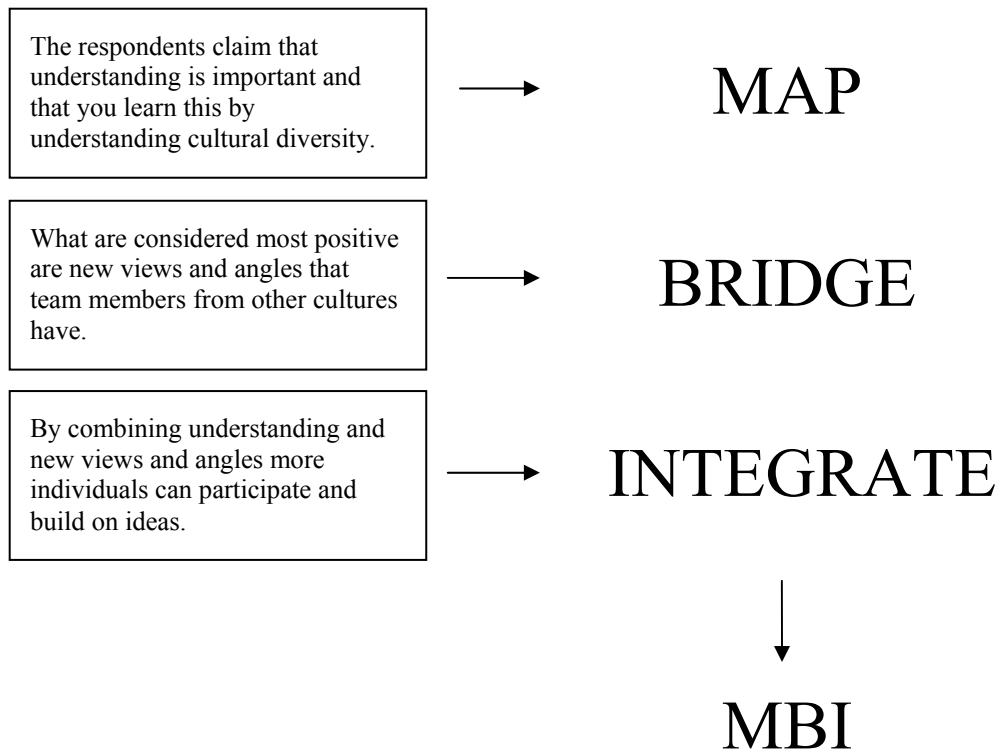 The respondents claim that
understanding is important and
that you learn this by
understanding cultural diversity.
MAP
What are considered most positive
are new views and angles that
team members from other cultures
have.
BRIDGE
By combining understanding and
new views and angles more
individuals can participate and
build on ideas.
INTEGRATE
MBI